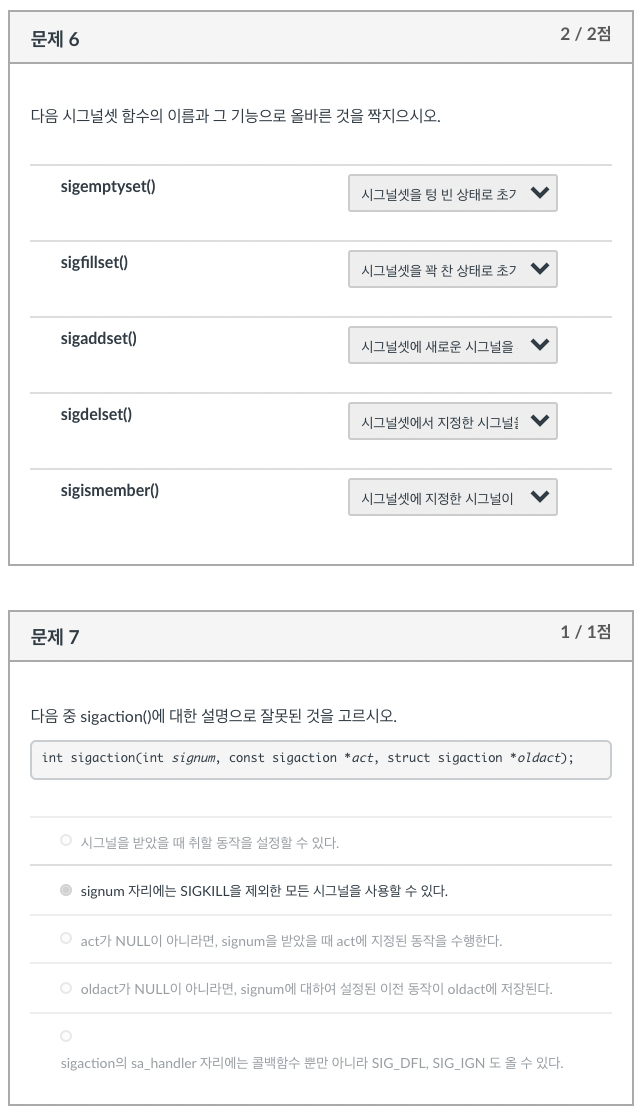 문제 6
2 / 2점
다음 시그널셋 함수의 이름과 그 기능으로 올바른 것을 짝지으시오.
sigemptyset()
시그널셋을 텅 빈 상태로 초기
sigfillset()
시그널셋을 꽉 찬 상태로 초기
sigaddset()
시그널셋에 새로운 시그널을
sigdelset()
시그널셋에서 지정한 시그널을
sigismember()
시그널셋에 지정한 시그널이
문제 7
1 / 1점
다음 중 sigaction()에 대한 설명으로 잘못된 것을 고르시오.
int sigaction(int signum, const sigaction *act, struct sigaction *oldact);
시그널을 받았을 때 취할 동작을 설정할 수 있다.
signum 자리에는 SIGKILL을 제외한 모든 시그널을 사용할 수 있다.
act가 NULL이 아니라면, signum을 받았을 때 act에 지정된 동작을 수행한다.
oldact가 NULL이 아니라면, signum에 대하여 설정된 이전 동작이 oldact에 저장된다.
sigaction의 sa_handler 자리에는 콜백함수 뿐만 아니라 SIG_DFL, SIG_IGN 도 올 수 있다.